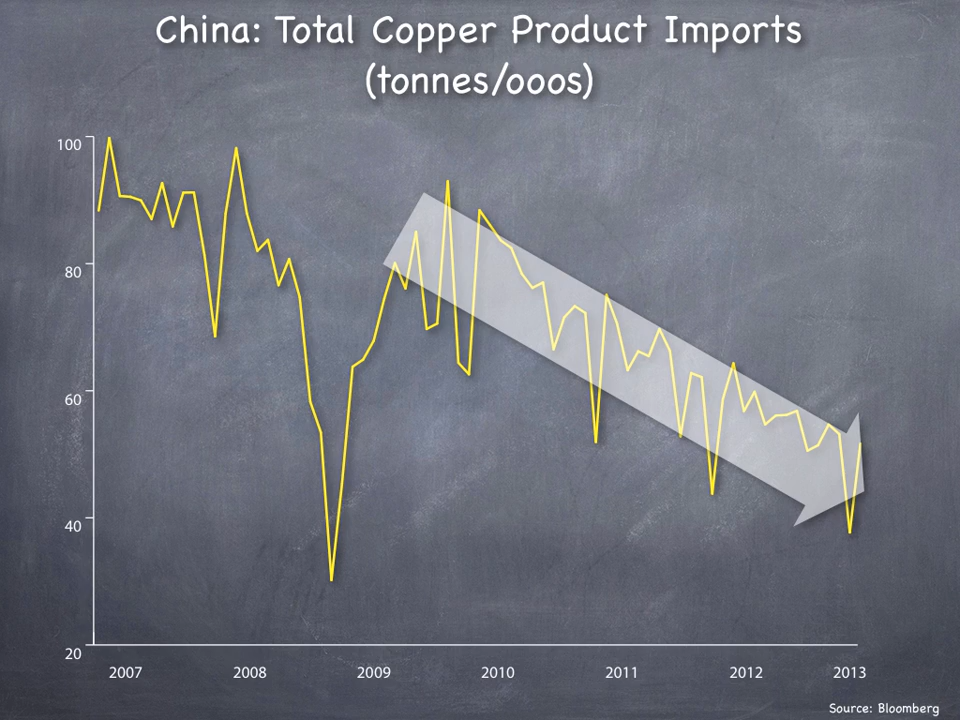 China: Total Copper Product Imports
(tonnes/ooos)
100
80
60
40
20
2007 2008 2009 2010 2011 2012 2013
Source: Bloomberg